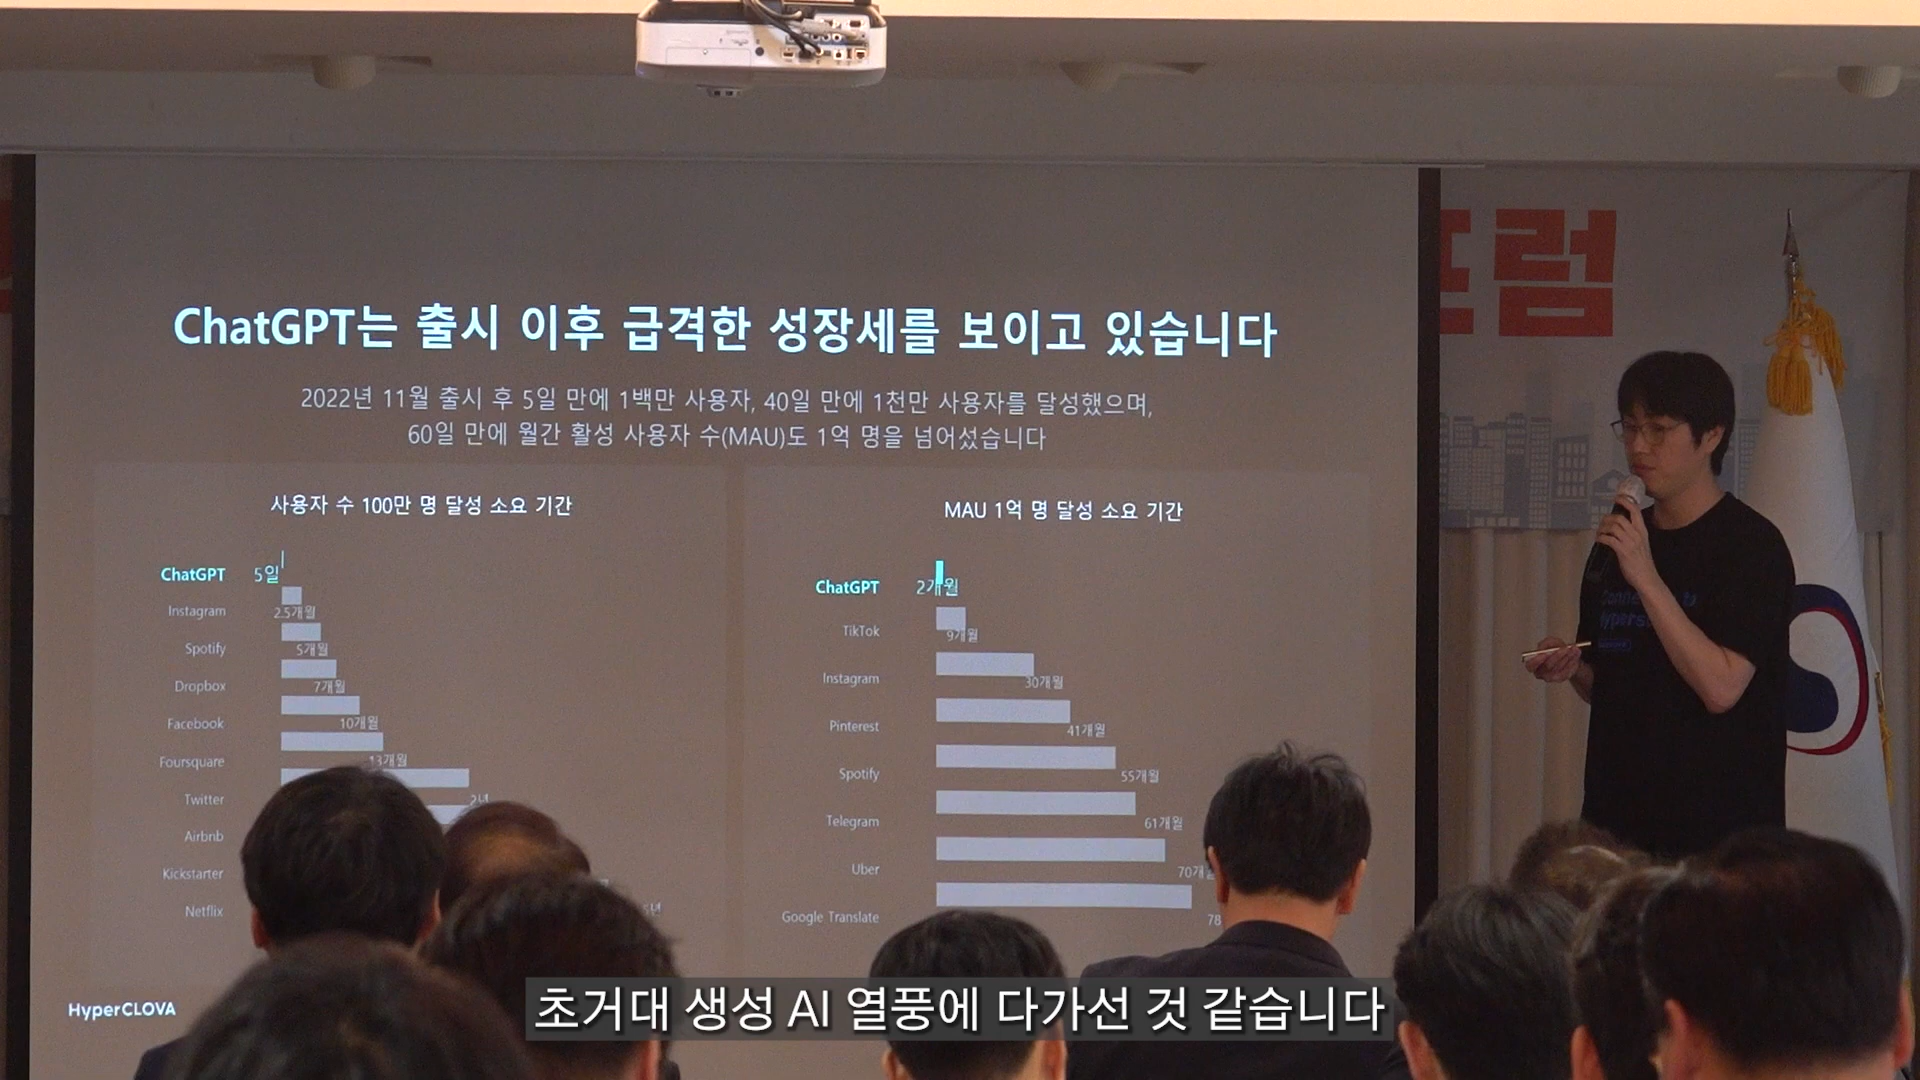 포럼
ChatGPT는 출시 이후 급격한 성장세를 보이고 있습니다
2022년 11월 출시 후 5일 만에 1백만 사용자, 40일 만에 1천만 사용자를 달성했으며,
60일 만에 월간 활성 사용자 수(MAU)도 1억 명을 넘어섰습니다
사용자 수 100만 명 달성 소요 기간
ChatGPT 5일
Instagram 2.5개월
Spotify 5개월
Dropbox 7개월
Facebook 10개월
Foursquare 13개월
Twitter 2년
Airbnb
Kickstarter
Netflix
MAU 1억 명 달성 소요 기간
ChatGPT 2개월
TikTok 9개월
Instagram 30개월
Pinterest 41개월
Spotify 55개월
Telegram 61개월
Uber 70개월
Google Translate 78
HyperCLOVA
초거대 생성 AI 열풍에 다가선 것 같습니다